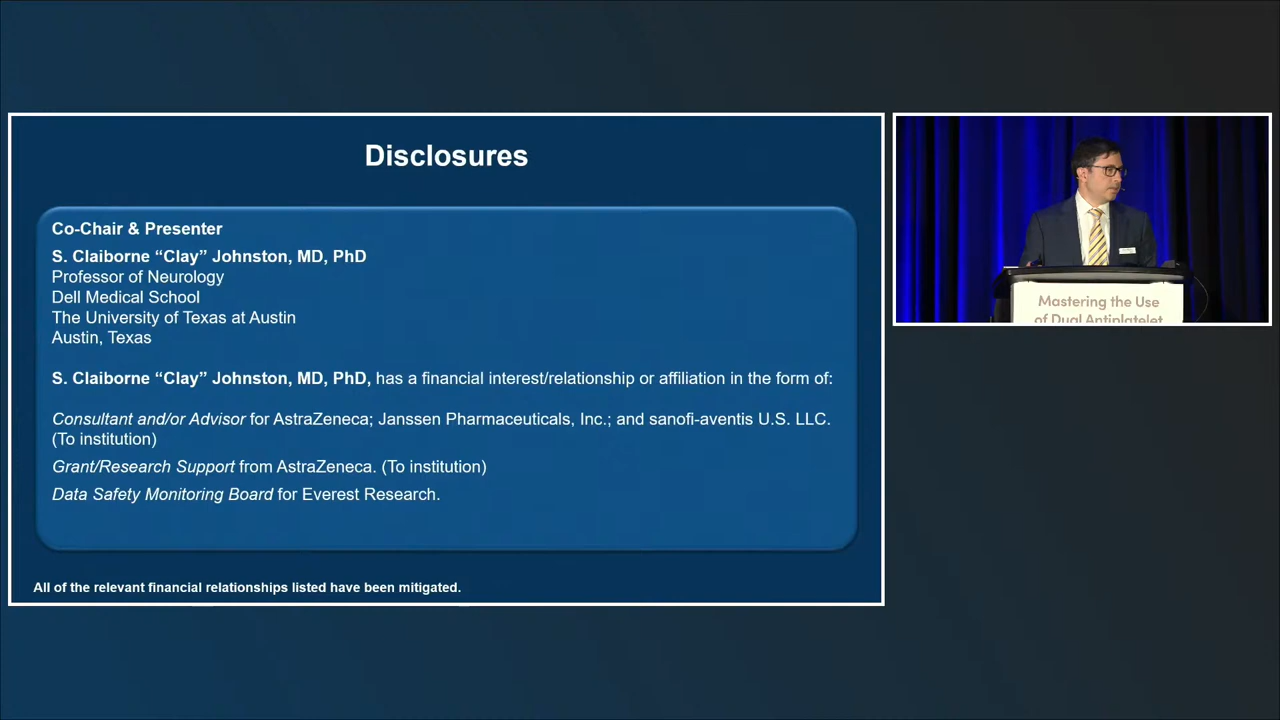 Disclosures
Co-Chair & Presenter
S. Claiborne “Clay” Johnston, MD, PhD
Professor of Neurology
Dell Medical School
The University of Texas at Austin
Austin, Texas
S. Claiborne “Clay” Johnston, MD, PhD, has a financial interest/relationship or affiliation in the form of:
Consultant and/or Advisor for AstraZeneca; Janssen Pharmaceuticals, Inc.; and sanofi-aventis U.S. LLC.
(To institution)
Grant/Research Support from AstraZeneca. (To institution)
Data Safety Monitoring Board for Everest Research.
All of the relevant financial relationships listed have been mitigated.
Mastering the Use
of Dual Antiplatelet